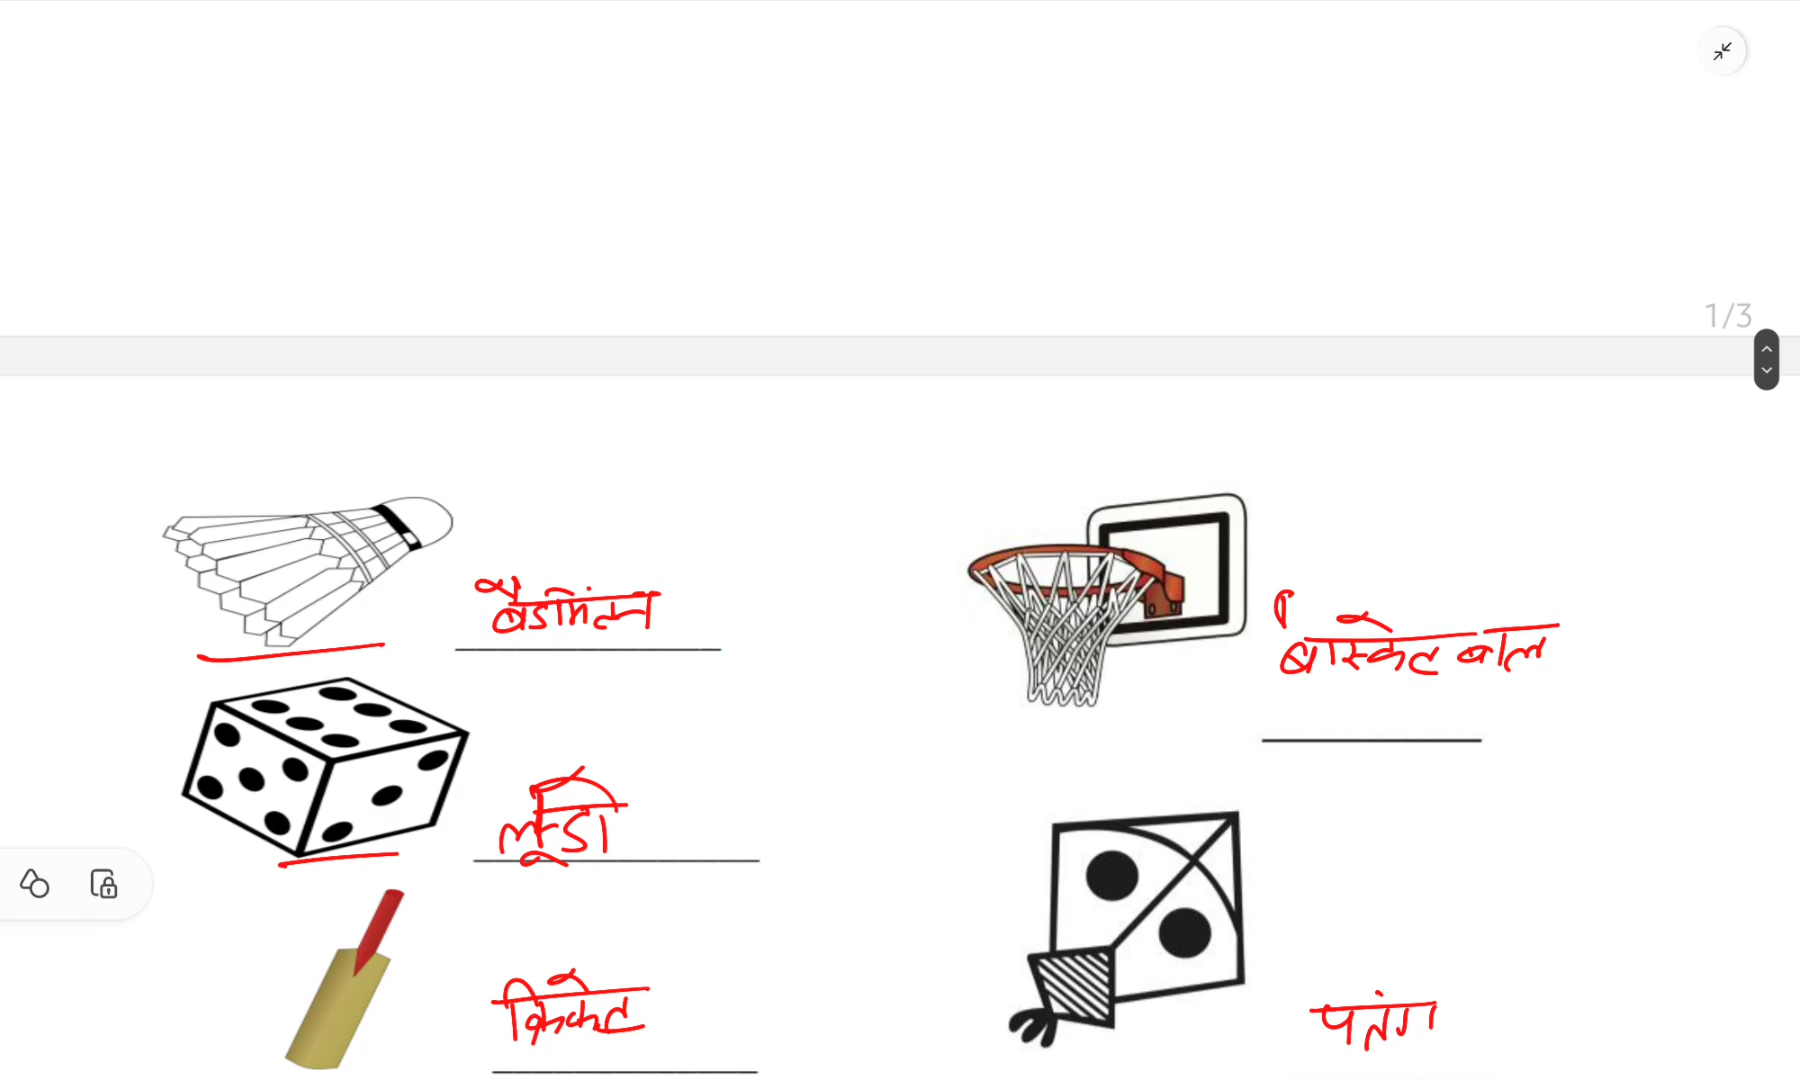 1/3
बैडमिंटन
बास्केट बाल
लूडो
क्रिकेट
पतंग